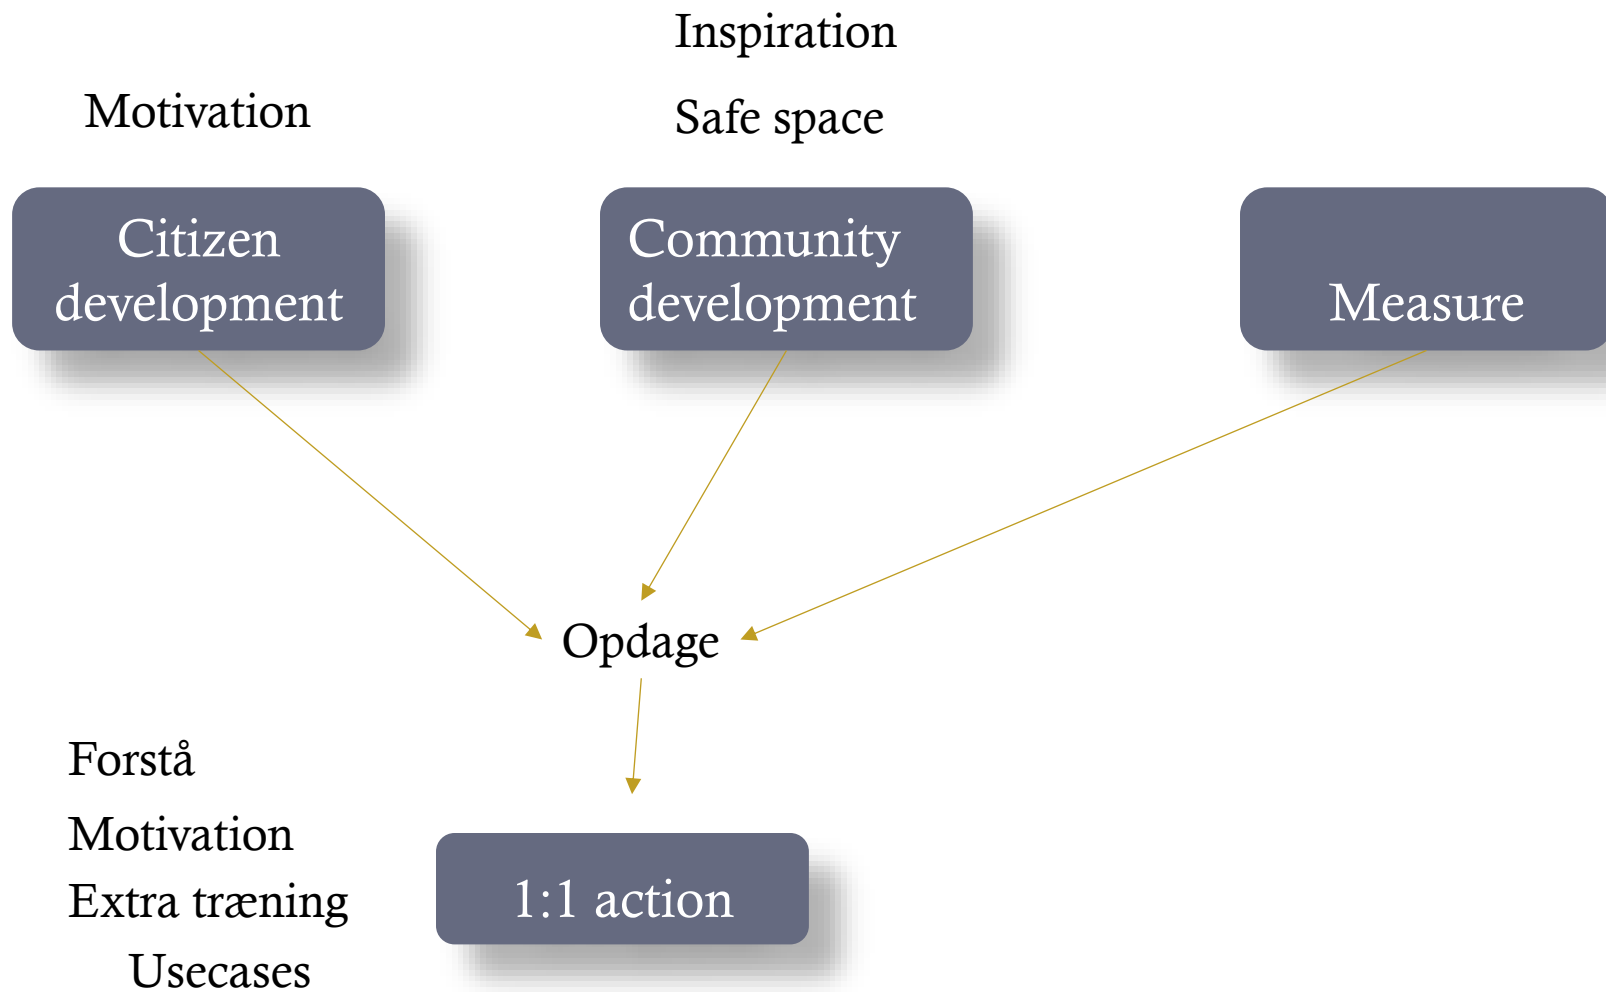 Inspiration
Motivation
Safe space
Citizen
development
Community
development
Measure
Opdage
Forstå
Motivation
Extra træning
1:1 action
Usecases